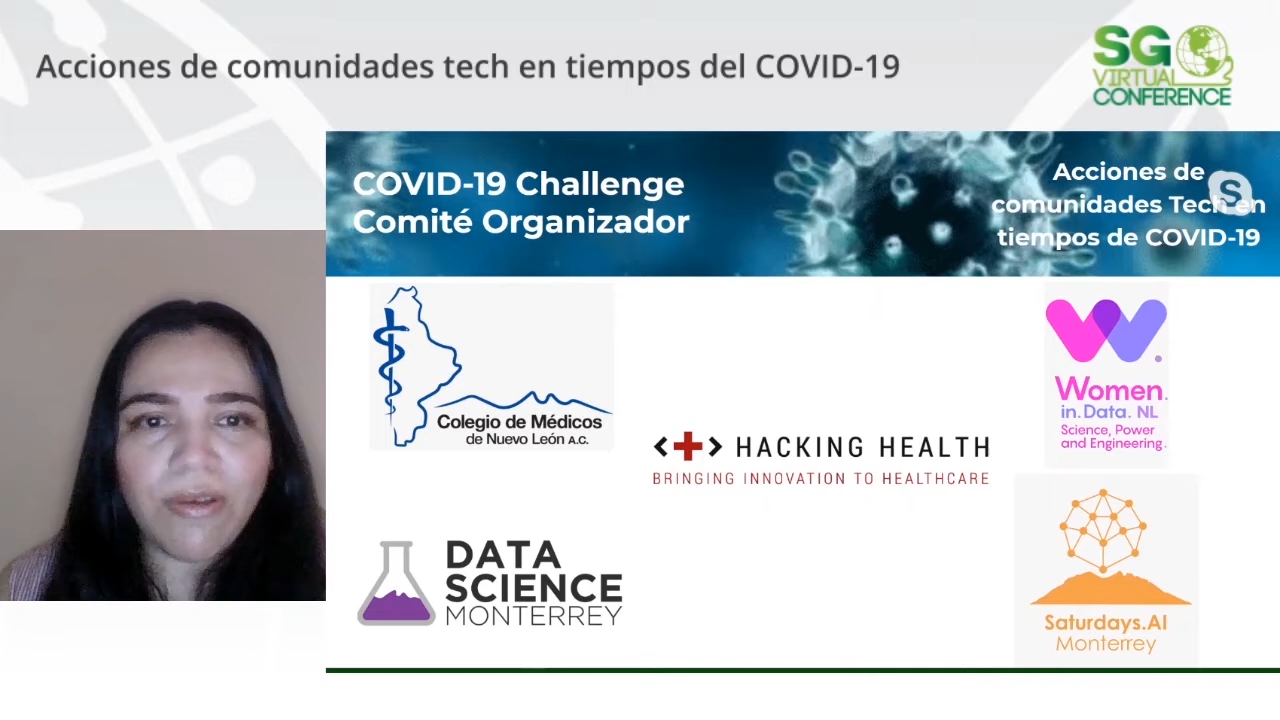 Acciones de comunidades tech en tiempos del COVID-19
SG
VIRTUAL
CONFERENCE
COVID-19 Challenge
Comité Organizador
Acciones de
comunidades Tech en
tiempos de COVID-19
S
Colegio de Médicos
de Nuevo León A.C.
HACKING HEALTH
BRINGING INNOVATION TO HEALTHCARE
Women.
in.Data. NL
Science, Power
and Engineering.
DATA
SCIENCE
MONTERREY
Saturdays.AI
Monterrey